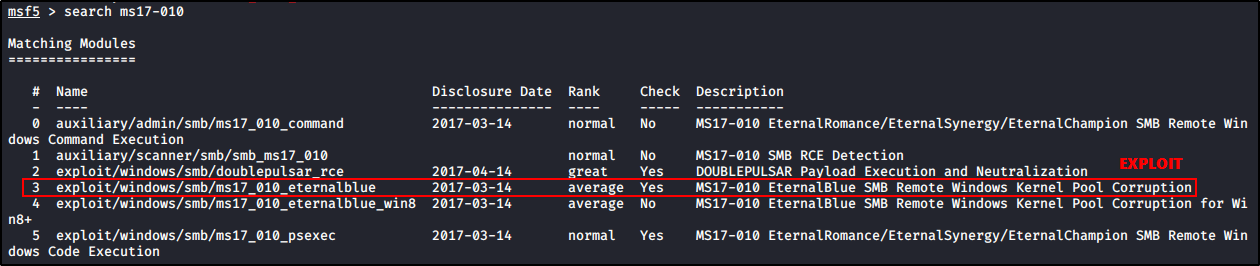 msf5 > search ms17-010
Matching Modules
================
# Name Disclosure Date Rank Check Description
- ---- --------------- ---- ----- -----------
0 auxiliary/admin/smb/ms17_010_command 2017-03-14 normal No MS17-010 EternalRomance/EternalSynergy/EternalChampion SMB Remote Win
dows Command Execution
1 auxiliary/scanner/smb/smb_ms17_010 normal No MS17-010 SMB RCE Detection
2 exploit/windows/smb/doublepulsar_rce 2017-04-14 great Yes DOUBLEPULSAR Payload Execution and Neutralization
EXPLOIT
3 exploit/windows/smb/ms17_010_eternalblue 2017-03-14 average Yes MS17-010 EternalBlue SMB Remote Windows Kernel Pool Corruption
4 exploit/windows/smb/ms17_010_eternalblue_win8 2017-03-14 average No MS17-010 EternalBlue SMB Remote Windows Kernel Pool Corruption for Wi
n8+
5 exploit/windows/smb/ms17_010_psexec 2017-03-14 normal Yes MS17-010 EternalRomance/EternalSynergy/EternalChampion SMB Remote Win
dows Code Execution